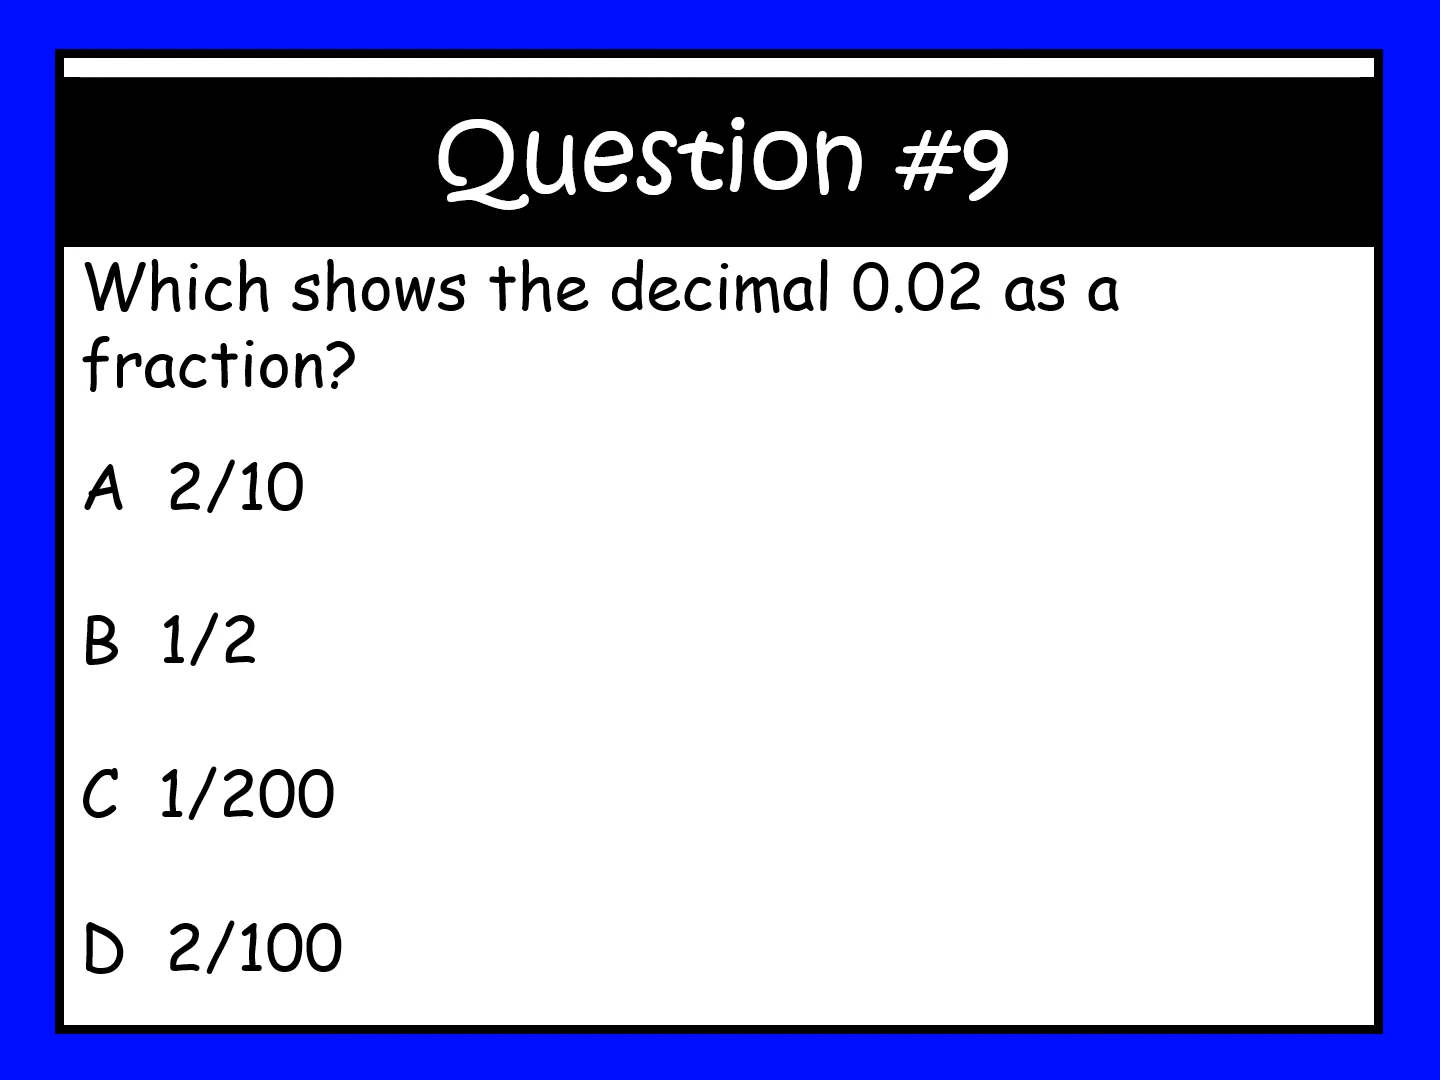 Question #9
Which shows the decimal 0.02 as a
fraction?
A 2/10
B 1/2
C 1/200
D 2/100